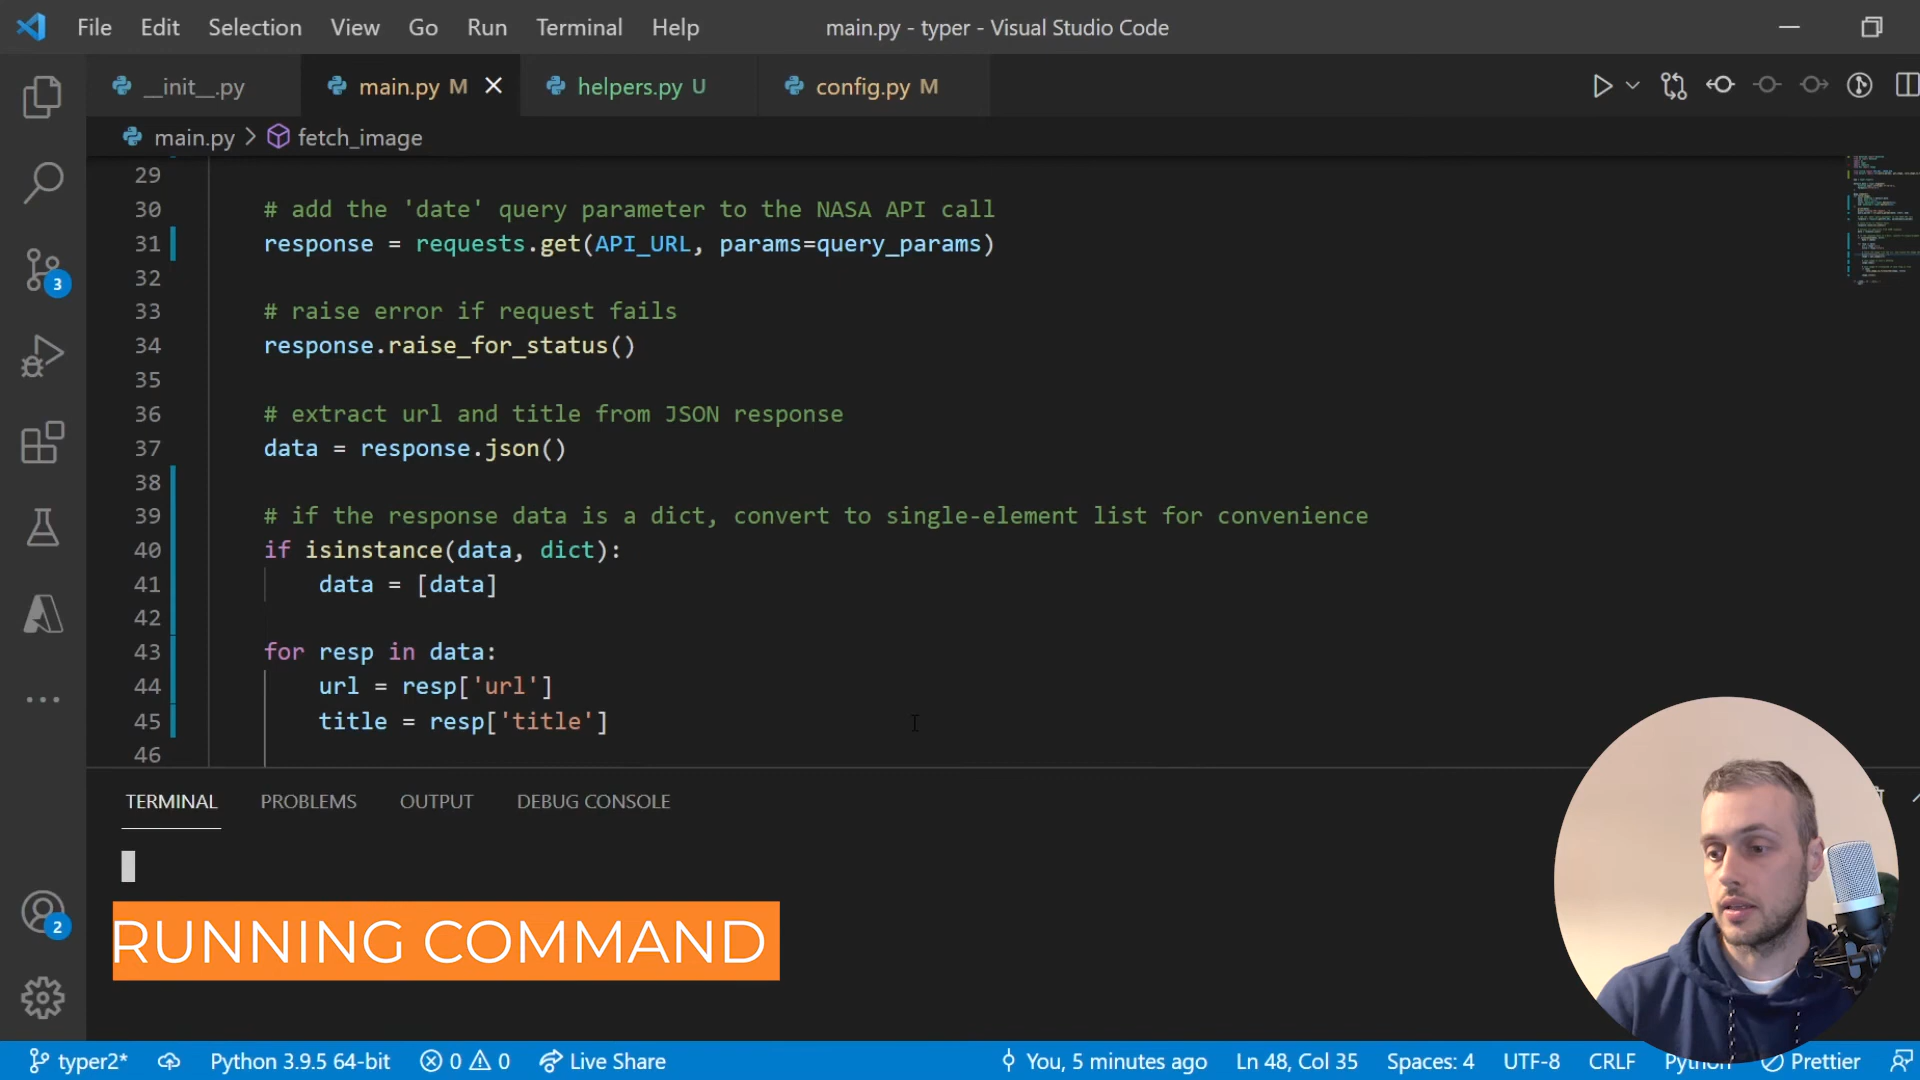 File Edit Selection View Go Run Terminal Help main.py - typer - Visual Studio Code
__init__.py main.py M helpers.py U config.py M
main.py > fetch_image
29
30 # add the 'date' query parameter to the NASA API call
31 response = requests.get(API_URL, params=query_params)
32
33 # raise error if request fails
34 response.raise_for_status()
35
36 # extract url and title from JSON response
37 data = response.json()
38
39 # if the response data is a dict, convert to single-element list for convenience
40 if isinstance(data, dict):
41 data = [data]
42
43 for resp in data:
44 url = resp['url']
45 title = resp['title']
46
3
2
TERMINAL PROBLEMS OUTPUT DEBUG CONSOLE
RUNNING COMMAND
typer2* Python 3.9.5 64-bit 0 0 Live Share You, 5 minutes ago Ln 48, Col 35 Spaces: 4 UTF-8 CRLF Python Prettier